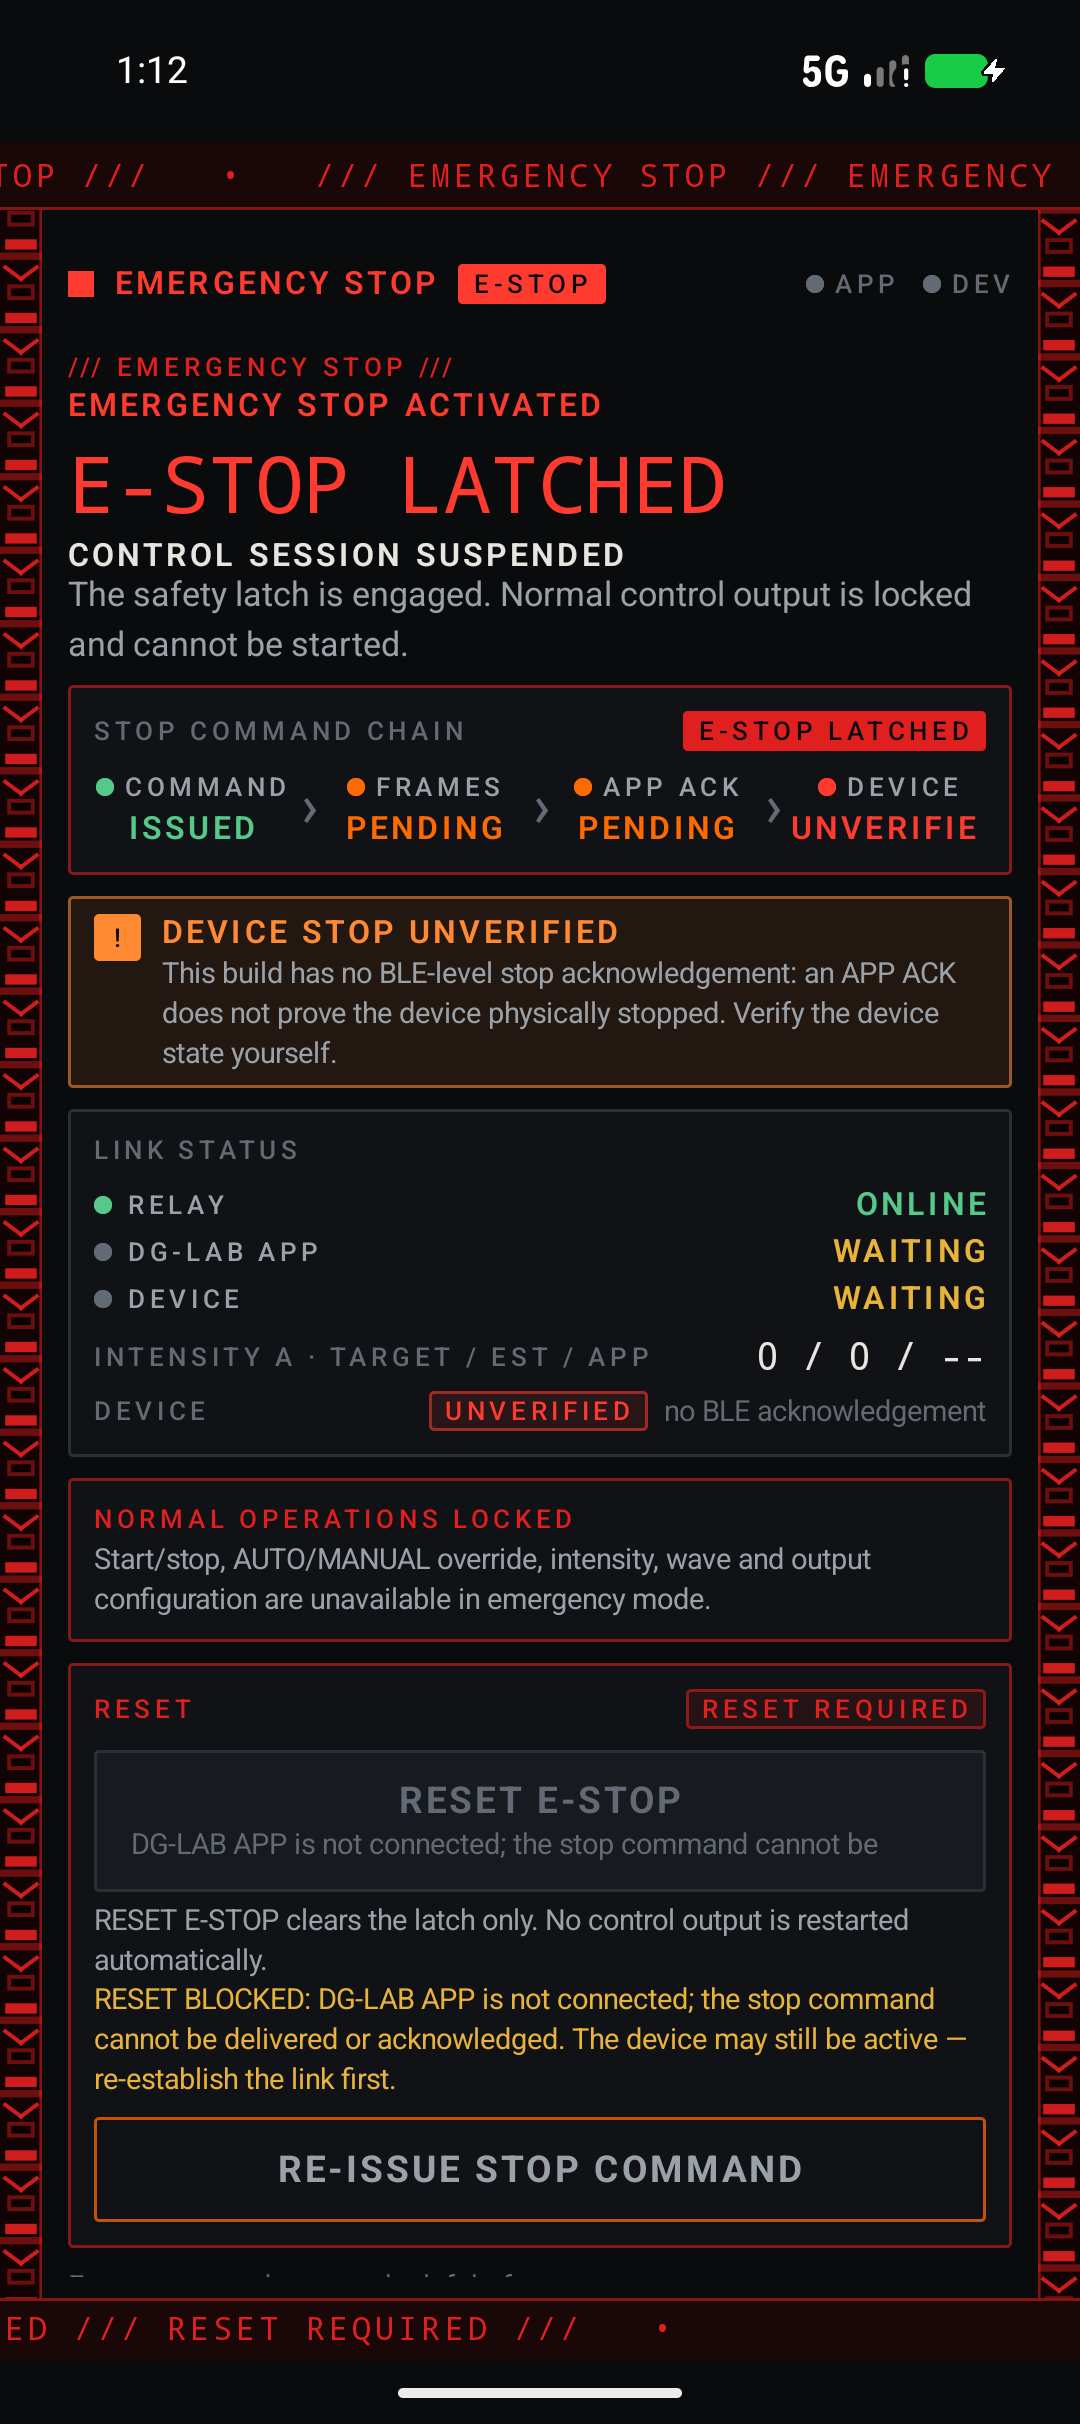 1:12
5G
TOP /// • /// EMERGENCY STOP /// EMERGENCY
EMERGENCY STOP E-STOP APP DEV
/// EMERGENCY STOP ///
EMERGENCY STOP ACTIVATED
E-STOP LATCHED
CONTROL SESSION SUSPENDED
The safety latch is engaged. Normal control output is locked
and cannot be started.
STOP COMMAND CHAIN E-STOP LATCHED
COMMAND › FRAMES › APP ACK › DEVICE
ISSUED PENDING PENDING UNVERIFIE
! DEVICE STOP UNVERIFIED
This build has no BLE-level stop acknowledgement: an APP ACK
does not prove the device physically stopped. Verify the device
state yourself.
LINK STATUS
RELAY ONLINE
DG-LAB APP WAITING
DEVICE WAITING
INTENSITY A · TARGET / EST / APP 0 / 0 / --
DEVICE UNVERIFIED no BLE acknowledgement
NORMAL OPERATIONS LOCKED
Start/stop, AUTO/MANUAL override, intensity, wave and output
configuration are unavailable in emergency mode.
RESET RESET REQUIRED
RESET E-STOP
DG-LAB APP is not connected; the stop command cannot be
RESET E-STOP clears the latch only. No control output is restarted
automatically.
RESET BLOCKED: DG-LAB APP is not connected; the stop command
cannot be delivered or acknowledged. The device may still be active —
re-establish the link first.
RE-ISSUE STOP COMMAND
ED /// RESET REQUIRED /// •